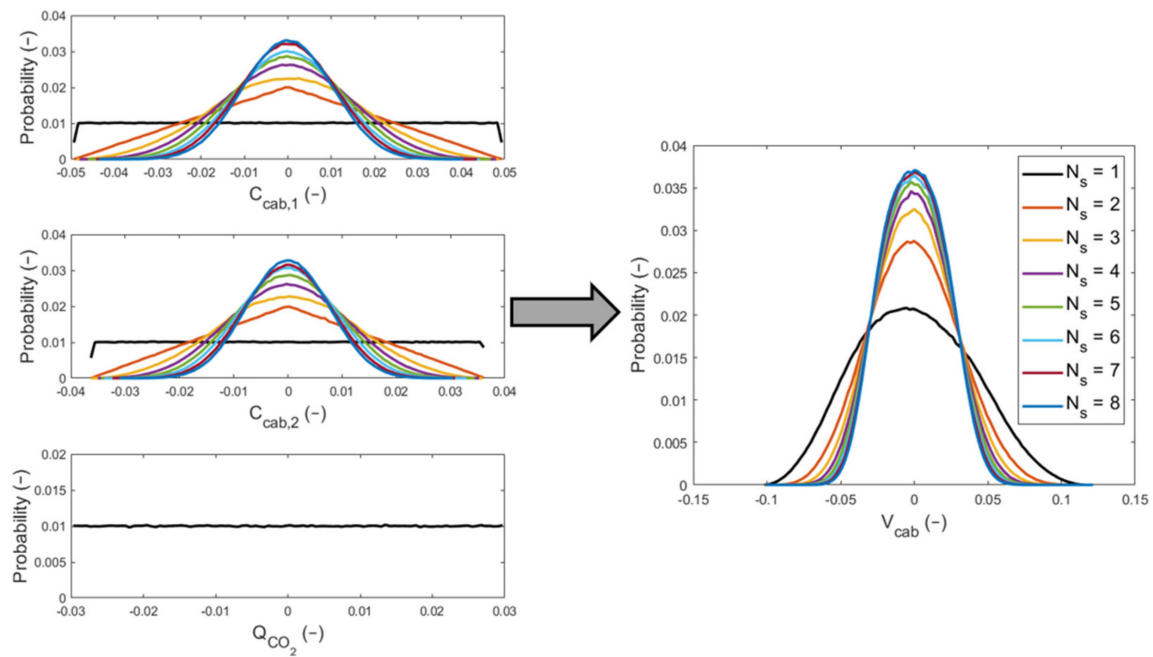 Probability (−)
0.04
0.03
0.02
0.01
0
-0.05 -0.04 -0.03 -0.02 -0.01 0 0.01 0.02 0.03 0.04 0.05
C_cab,1 (−)
Probability (−)
0.04
0.03
0.02
0.01
0
-0.04 -0.03 -0.02 -0.01 0 0.01 0.02 0.03 0.04
C_cab,2 (−)
Probability (−)
0.02
0.015
0.01
0.005
0
-0.03 -0.02 -0.01 0 0.01 0.02 0.03
Q_CO₂ (−)
Probability (−)
0.04
0.035
0.03
0.025
0.02
0.015
0.01
0.005
0
-0.15 -0.1 -0.05 0 0.05 0.1 0.15
V_cab (−)
N_s = 1
N_s = 2
N_s = 3
N_s = 4
N_s = 5
N_s = 6
N_s = 7
N_s = 8